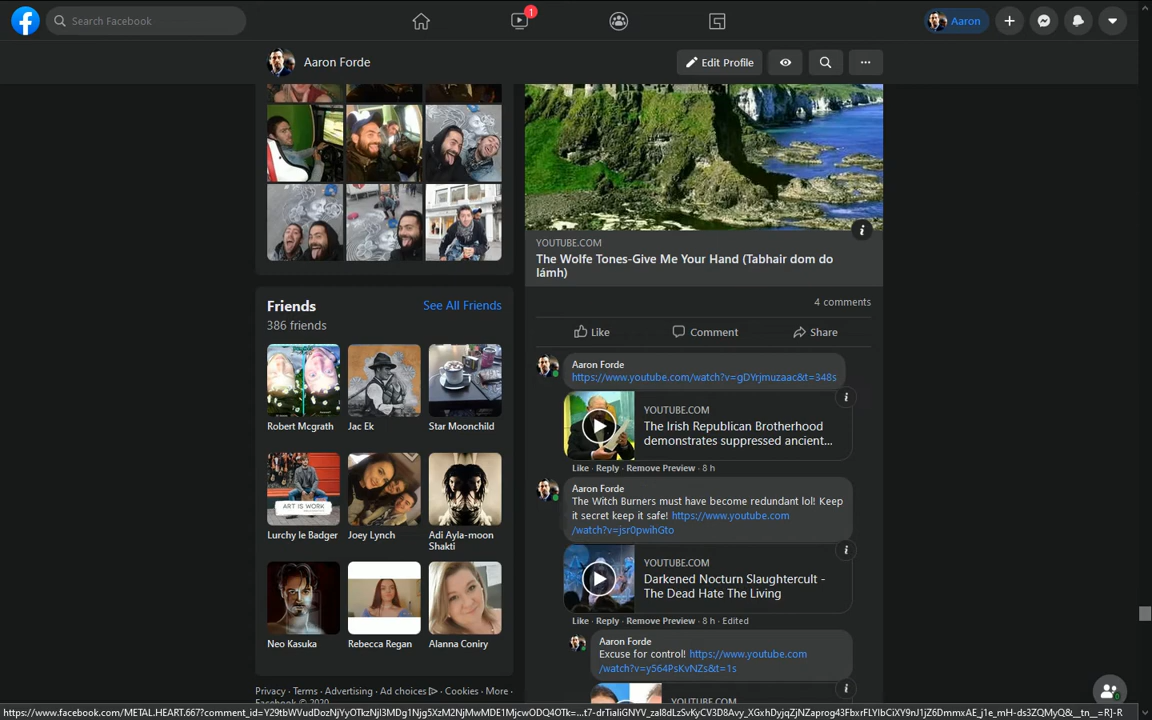 Search Facebook
1
Aaron
Aaron Forde
Edit Profile
YOUTUBE.COM
The Wolfe Tones-Give Me Your Hand (Tabhair dom do
lámh)
4 comments
Like
Comment
Share
Friends
See All Friends
386 friends
Robert Mcgrath
Jac Ek
Star Moonchild
ART IS WORK
Lurchy le Badger
Joey Lynch
Adi Ayla-moon
Shakti
Neo Kasuka
Rebecca Regan
Alanna Coniry
Privacy · Terms · Advertising · Ad choices · Cookies · More ·
Facebook © 2020
Aaron Forde
https://www.youtube.com/watch?v=gDYrjmuzaac&t=348s
YOUTUBE.COM
The Irish Republican Brotherhood
demonstrates suppressed ancient...
Like · Reply · Remove Preview · 8 h
Aaron Forde
The Witch Burners must have become redundant lol! Keep
it secret keep it safe! https://www.youtube.com
/watch?v=jsr0pwihGto
YOUTUBE.COM
Darkened Nocturn Slaughtercult -
The Dead Hate The Living
Like · Reply · Remove Preview · 8 h · Edited
Aaron Forde
Excuse for control! https://www.youtube.com
/watch?v=y564PsKvNZs&t=1s
YOUTUBE.COM